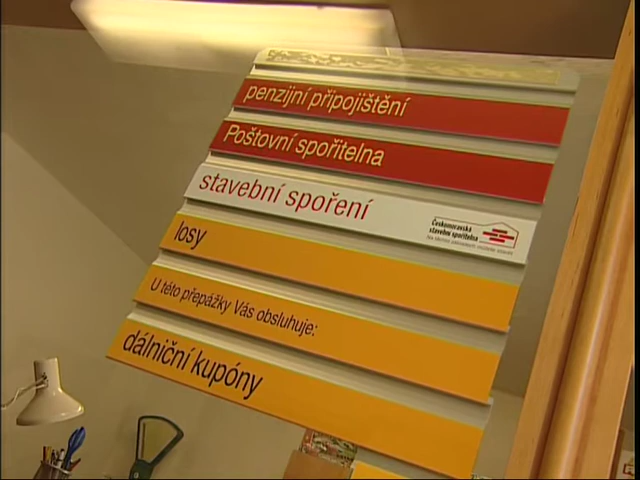 penzijní připojištění
Poštovní spořitelna
stavební spoření
Českomoravská
stavební spořitelna
losy
U této přepážky Vás obsluhuje:
dálniční kupóny